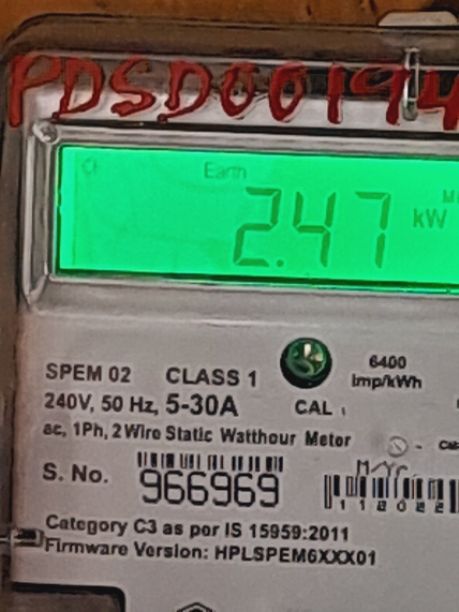 PDSD00194
Earth
2.47 kW
SPEM 02 CLASS 1
6400 Imp/kWh
240V, 50 Hz, 5-30A
CAL
ac, 1Ph, 2 Wire Static Watthour Meter
S. No. 966969
Category C3 as per IS 15959:2011
Firmware Version: HPLSPEM6XXX01